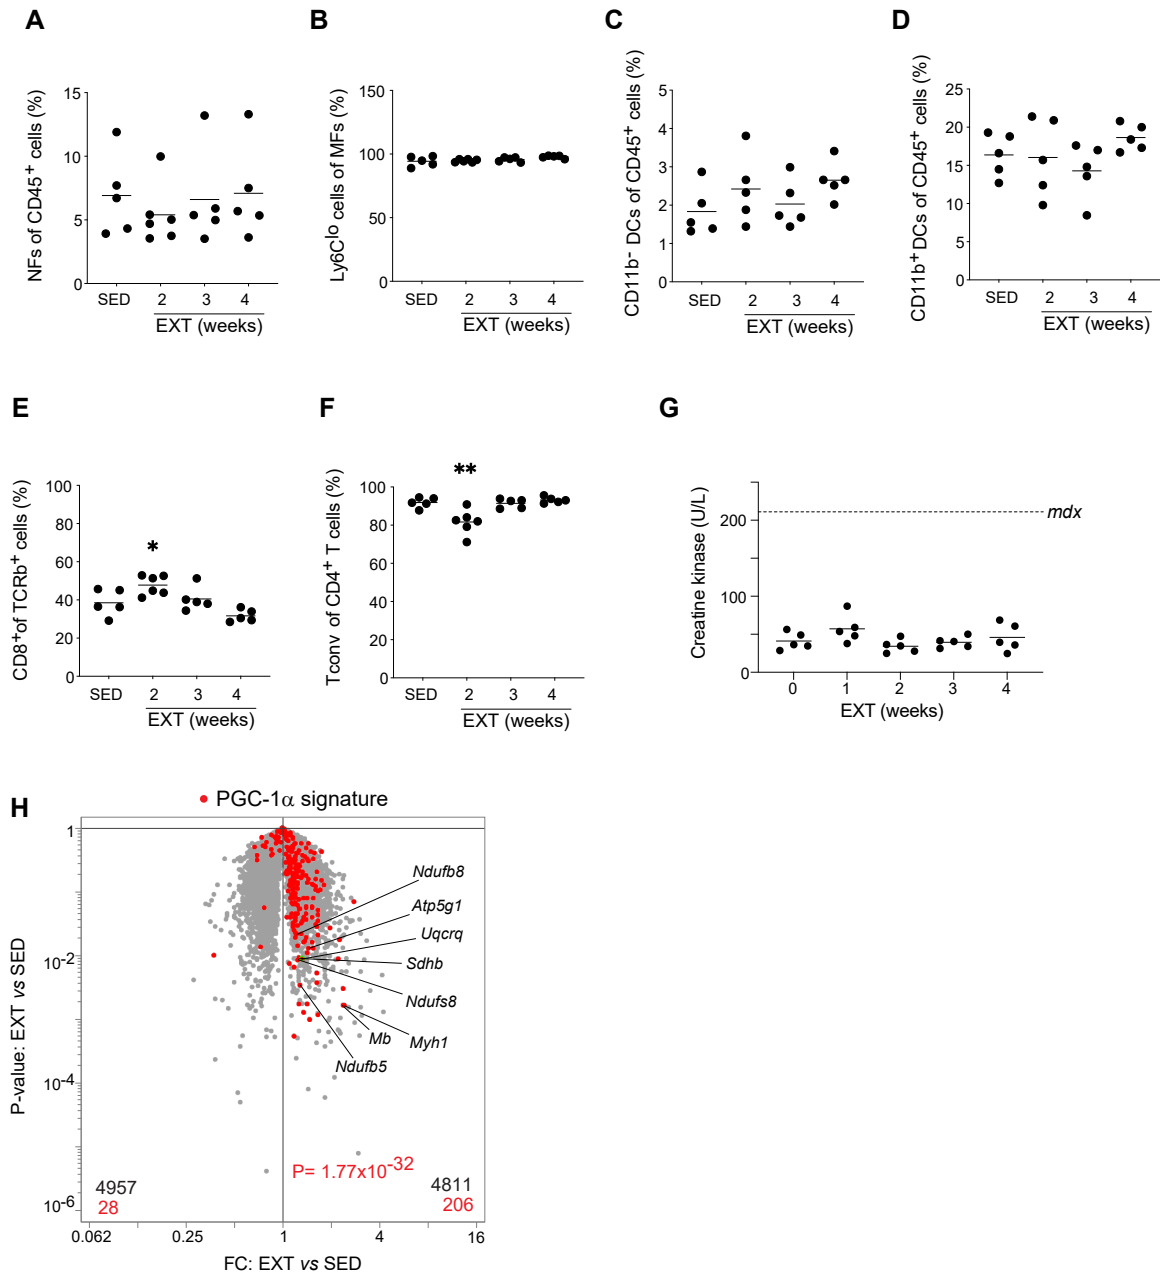 A
NFs of CD45+ cells (%)
15
10
5
0
SED
2
3
4
EXT (weeks)
B
Ly6Clo cells of MFs (%)
150
100
50
0
SED
2
3
4
EXT (weeks)
C
CD11b- DCs of CD45+ cells (%)
5
4
3
2
1
0
SED
2
3
4
EXT (weeks)
D
CD11b+ DCs of CD45+ cells (%)
25
20
15
10
5
0
SED
2
3
4
EXT (weeks)
E
CD8+of TCRb+ cells (%)
100
80
60
40
20
0
*
SED
2
3
4
EXT (weeks)
F
Tconv of CD4+ T cells (%)
100
80
60
40
20
0
**
SED
2
3
4
EXT (weeks)
G
Creatine kinase (U/L)
200
100
0
mdx
0
1
2
3
4
EXT (weeks)
H
PGC-1α signature
P-value: EXT vs SED
1
10-2
10-4
10-6
Ndufb8
Atp5g1
Uqcrq
Sdhb
Ndufs8
Mb
Myh1
Ndufb5
P= 1.77x10-32
4957
28
4811
206
0.062
0.25
1
4
16
FC: EXT vs SED